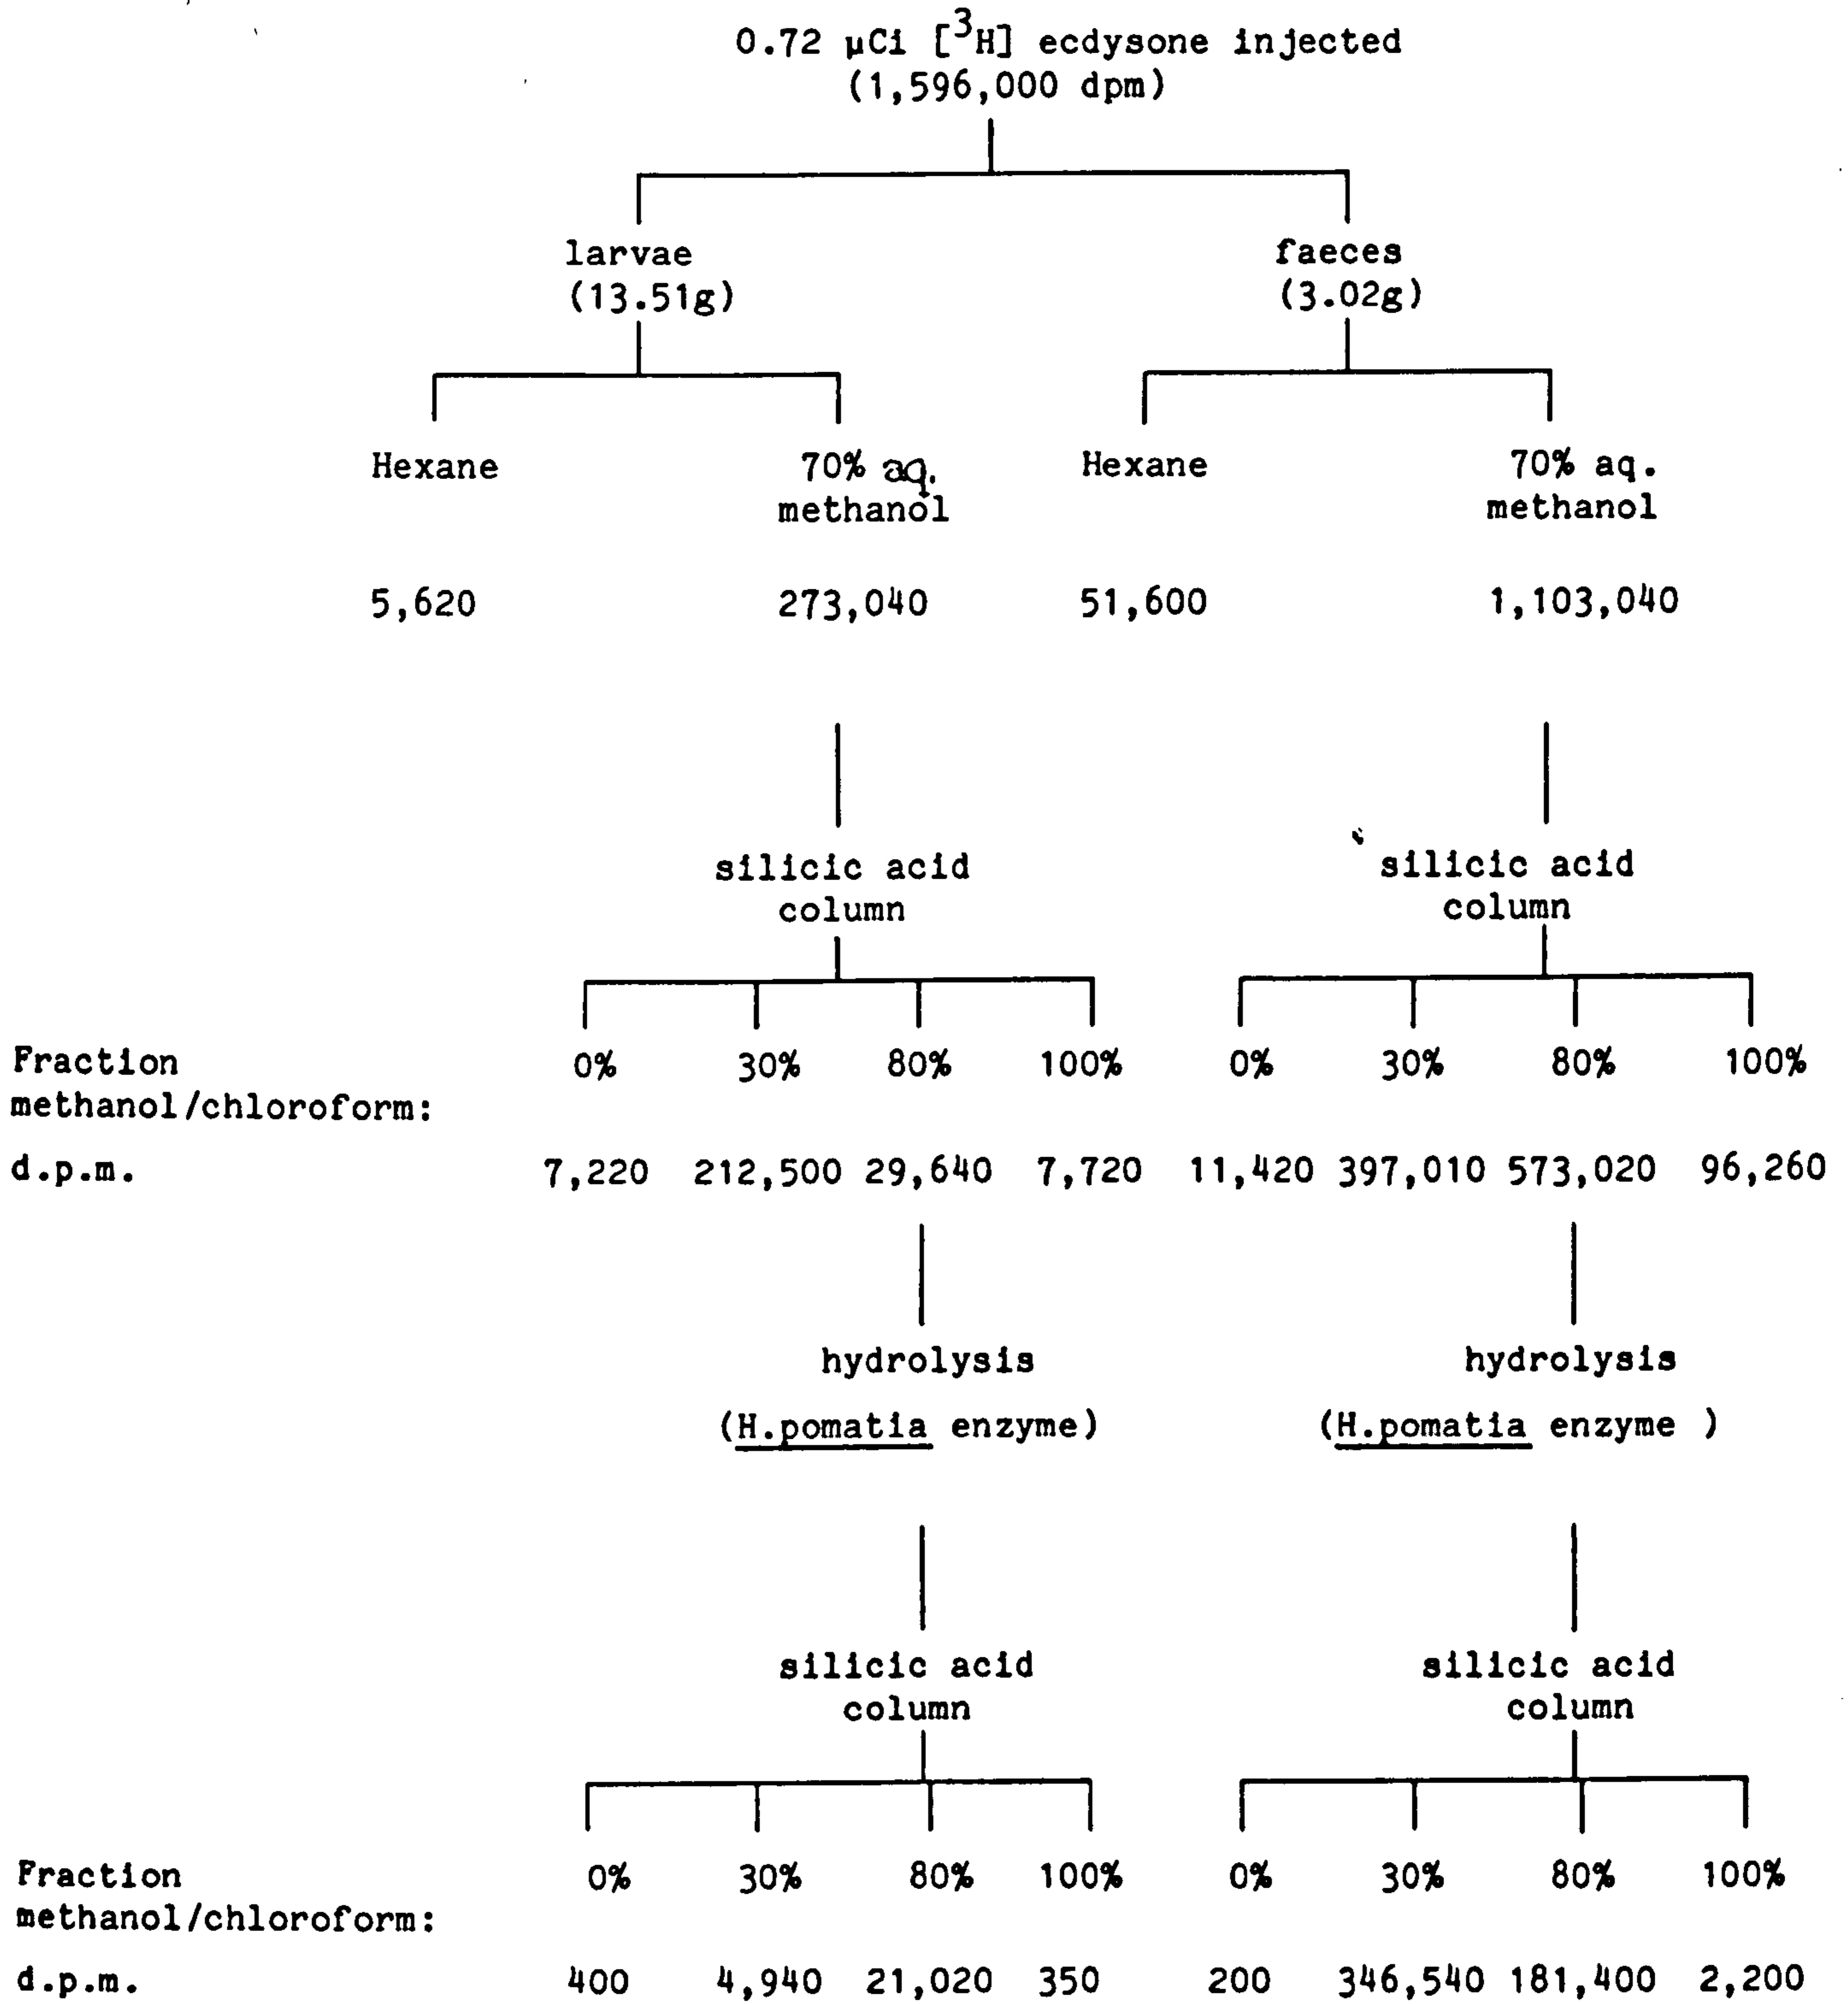 0.72 µCi [³H] ecdysone injected
(1,596,000 dpm)
larvae
(13.51g)
faeces
(3.02g)
Hexane
70% aq.
methanol
Hexane
70% aq.
methanol
5,620 273,040 51,600 1,103,040
silicic acid
column
silicic acid
column
Fraction
methanol/chloroform:
0% 30% 80% 100% 0% 30% 80% 100%
d.p.m. 7,220 212,500 29,640 7,720 11,420 397,010 573,020 96,260
hydrolysis
(H.pomatia enzyme)
hydrolysis
(H.pomatia enzyme )
silicic acid
column
silicic acid
column
Fraction
methanol/chloroform:
0% 30% 80% 100% 0% 30% 80% 100%
d.p.m. 400 4,940 21,020 350 200 346,540 181,400 2,200